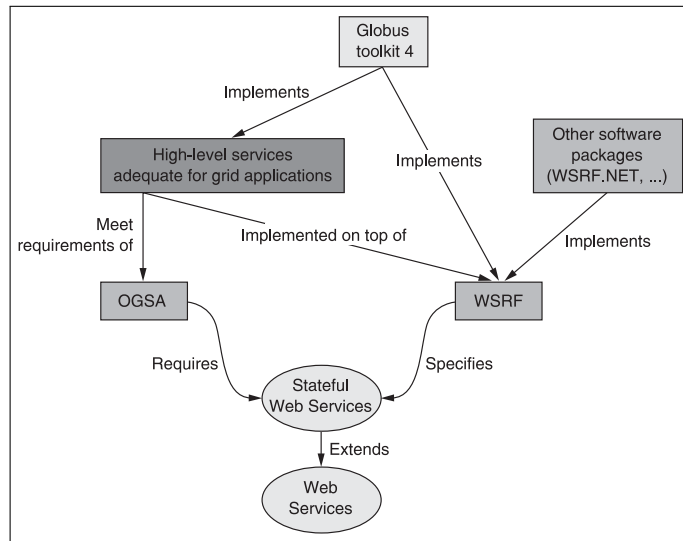 Globus
toolkit 4
Implements
High-level services
adequate for grid applications
Implements
Other software
packages
(WSRF.NET, ...)
Meet
requirements of
Implemented on top of
Implements
OGSA
WSRF
Requires
Specifies
Stateful
Web Services
Extends
Web
Services